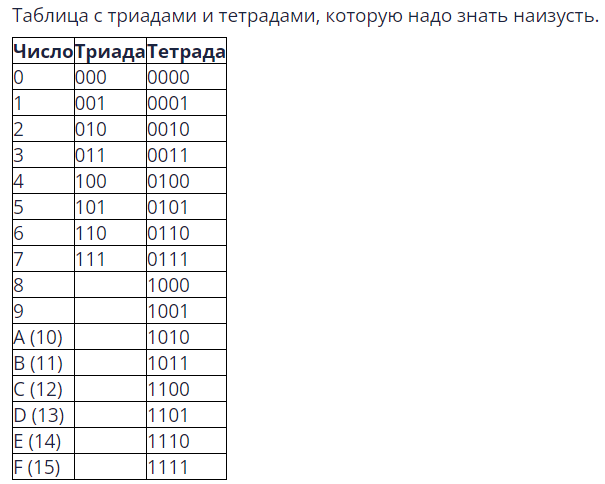 Таблица с триадами и тетрадами, которую надо знать наизусть.
Число Триада Тетрада
0 000 0000
1 001 0001
2 010 0010
3 011 0011
4 100 0100
5 101 0101
6 110 0110
7 111 0111
8 1000
9 1001
A (10) 1010
B (11) 1011
C (12) 1100
D (13) 1101
E (14) 1110
F (15) 1111